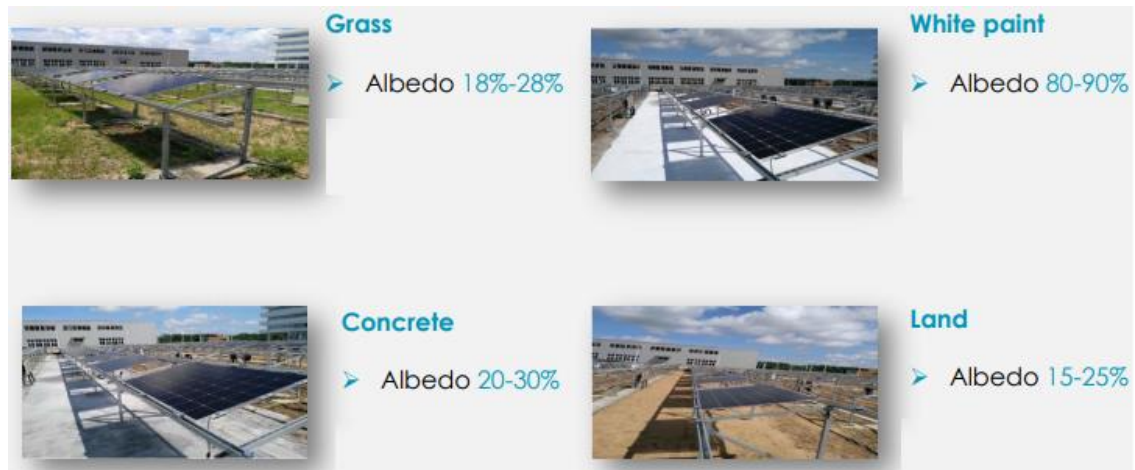 Grass
➢ Albedo 18%-28%
White paint
➢ Albedo 80-90%
Concrete
➢ Albedo 20-30%
Land
➢ Albedo 15-25%